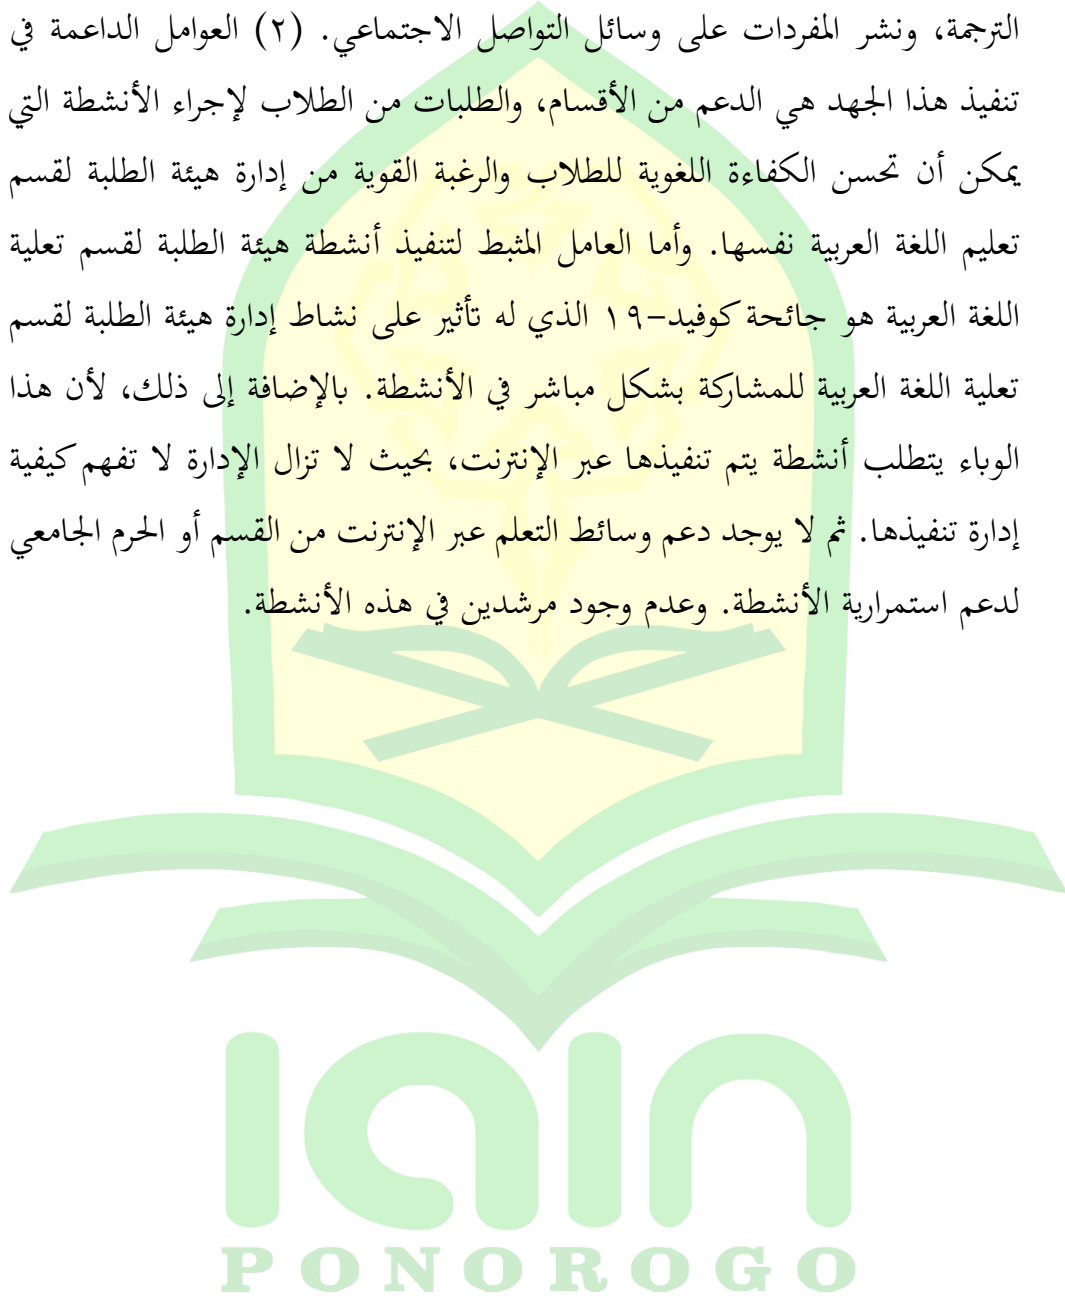 الترجمة، ونشر المفردات على وسائل التواصل الاجتماعي. (٢) العوامل الداعمة في
تنفيذ هذا الجهد هي الدعم من الأقسام، والطلبات من الطلاب لإجراء الأنشطة التي
يمكن أن تحسن الكفاءة اللغوية للطلاب والرغبة القوية من إدارة هيئة الطلبة لقسم
تعليم اللغة العربية نفسها. وأما العامل المثبط لتنفيذ أنشطة هيئة الطلبة لقسم تعلية
اللغة العربية هو جائحة كوفيد-١٩ الذي له تأثير على نشاط إدارة هيئة الطلبة لقسم
تعلية اللغة العربية للمشاركة بشكل مباشر في الأنشطة. بالإضافة إلى ذلك، لأن هذا
الوباء يتطلب أنشطة يتم تنفيذها عبر الإنترنت، بحيث لا تزال الإدارة لا تفهم كيفية
إدارة تنفيذها. ثم لا يوجد دعم وسائط التعلم عبر الإنترنت من القسم أو الحرم الجامعي
لدعم استمرارية الأنشطة. وعدم وجود مرشدين في هذه الأنشطة.
IAIN
PONOROGO